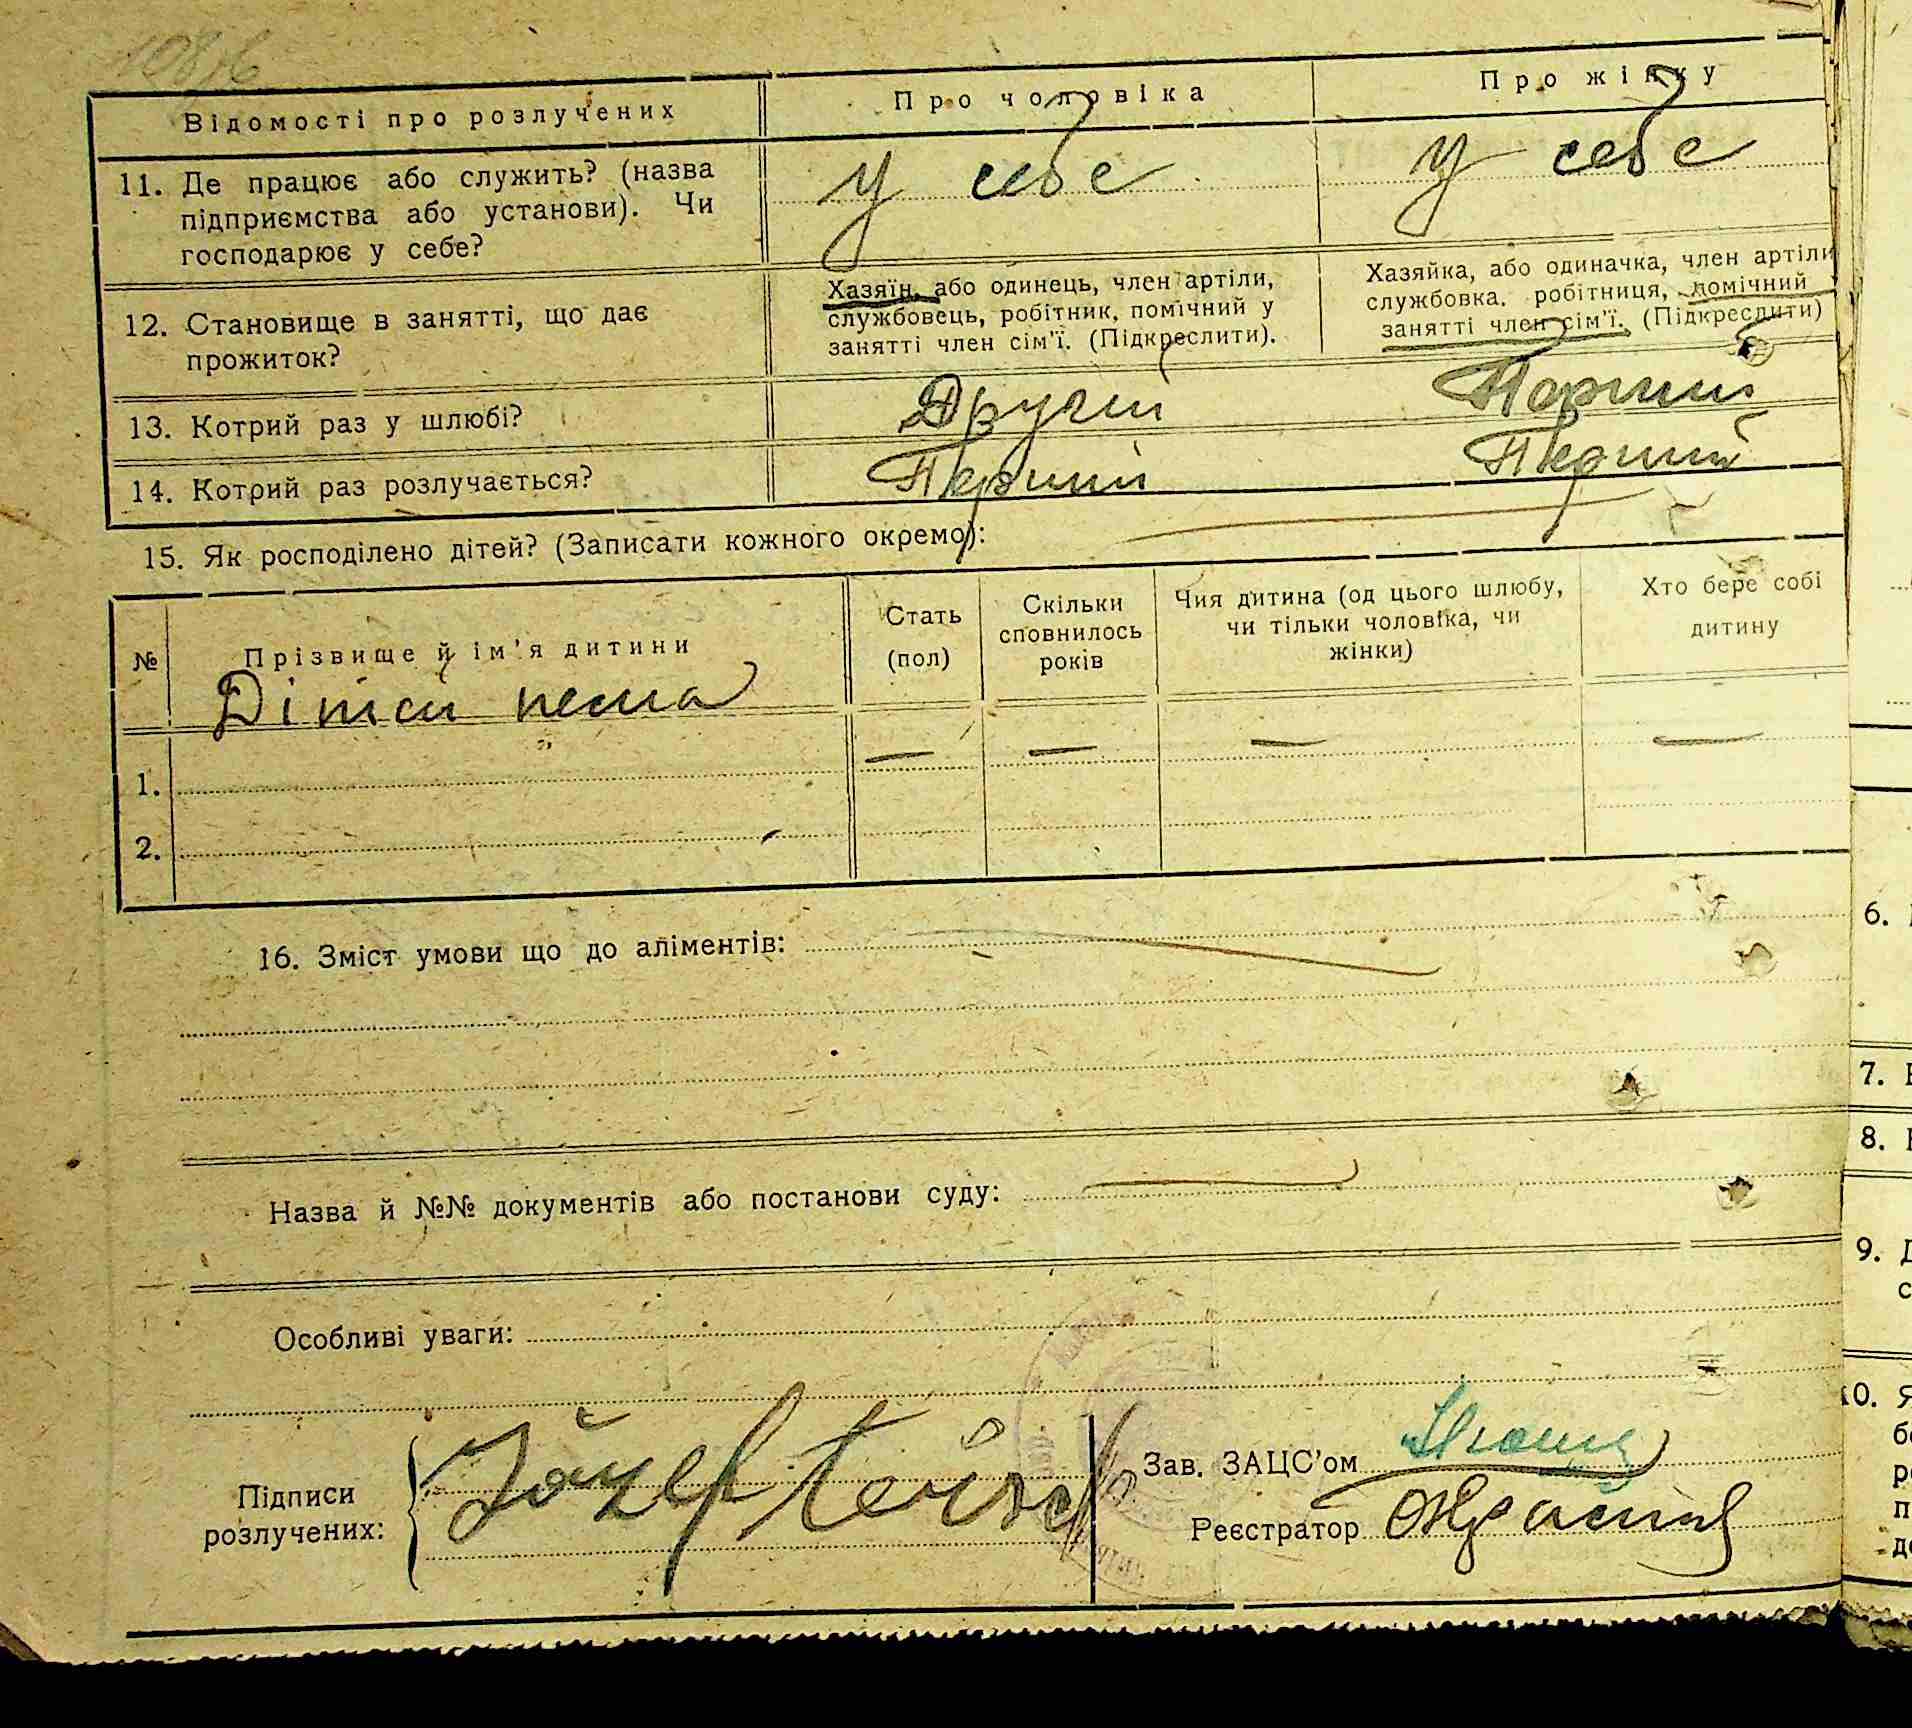 Відомості про розлучених
Про чоловіка
Про жінку
11. Де працює або служить? (назва
підприємства або установи). Чи
господарює у себе?
у себе
у себе
12. Становище в занятті, що дає
прожиток?
Хазяїн, або одинець, член артіли,
службовець, робітник, помічний у
занятті член сім'ї. (Підкреслити).
Хазяйка, або одиначка, член артіли
службовка, робітниця, помічний
занятті член сім'ї. (Підкреслити)
13. Котрий раз у шлюбі?
Другий
Перший
14. Котрий раз розлучається?
Перший
Перший
15. Як росподілено дітей? (Записати кожного окремо):
№
Прізвище й ім'я дитини
Стать
(пол)
Скільки
сповнилось
років
Чия дитина (од цього шлюбу,
чи тільки чоловіка, чи
жінки)
Хто бере собі
дитину
Дітей нема
1.
2.
16. Зміст умови що до аліментів:
Назва й №№ документів або постанови суду:
Особливі уваги:
Підписи
розлучених:
Józef
Зав. ЗАЦС'ом
Реєстратор
6.
7.
8.
9.
10.